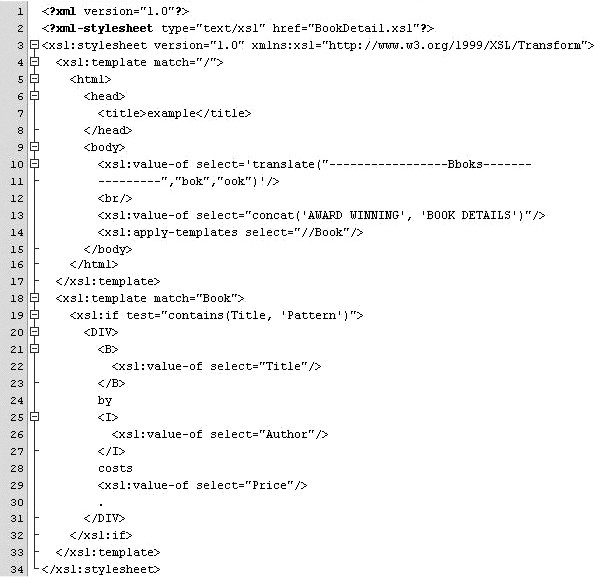 1 <?xml version="1.0"?>
2 <?xml-stylesheet type="text/xsl" href="BookDetail.xsl"?>
3 <xsl:stylesheet version="1.0" xmlns:xsl="http://www.w3.org/1999/XSL/Transform">
4 <xsl:template match="/">
5 <html>
6 <head>
7 <title>example</title>
8 </head>
9 <body>
10 <xsl:value-of select='translate("-----------------Bboks-------
11 ---------","bok","ook")'/>
12 <br/>
13 <xsl:value-of select="concat('AWARD WINNING', 'BOOK DETAILS')"/>
14 <xsl:apply-templates select="//Book"/>
15 </body>
16 </html>
17 </xsl:template>
18 <xsl:template match="Book">
19 <xsl:if test="contains(Title, 'Pattern')">
20 <DIV>
21 <B>
22 <xsl:value-of select="Title"/>
23 </B>
24 by
25 <I>
26 <xsl:value-of select="Author"/>
27 </I>
28 costs
29 <xsl:value-of select="Price"/>
30 .
31 </DIV>
32 </xsl:if>
33 </xsl:template>
34 </xsl:stylesheet>